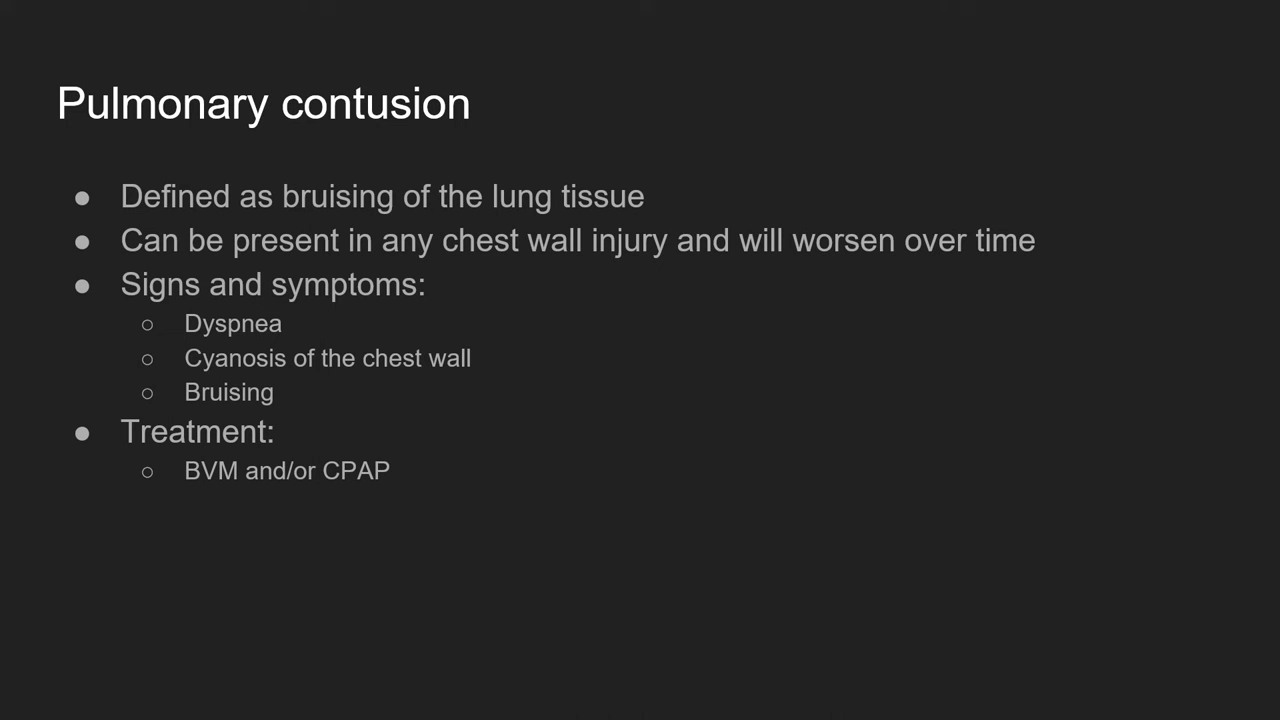 Pulmonary contusion
● Defined as bruising of the lung tissue
● Can be present in any chest wall injury and will worsen over time
● Signs and symptoms:
○ Dyspnea
○ Cyanosis of the chest wall
○ Bruising
● Treatment:
○ BVM and/or CPAP